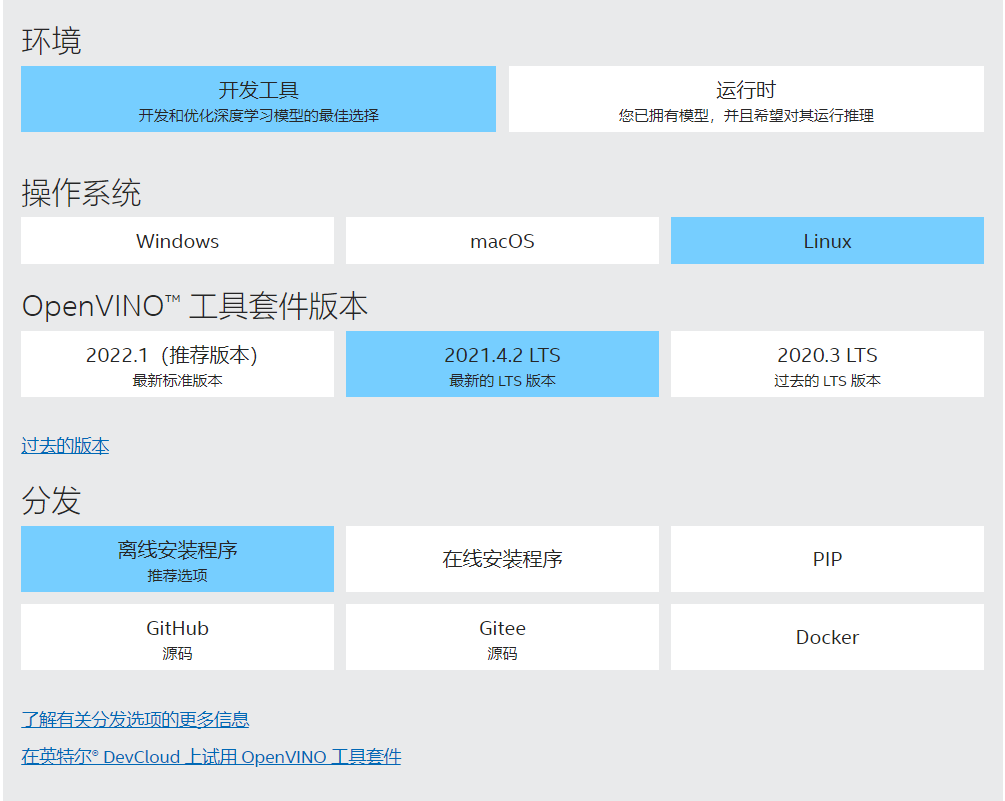 环境
开发工具
开发和优化深度学习模型的最佳选择
运行时
您已拥有模型，并且希望对其运行推理
操作系统
Windows
macOS
Linux
OpenVINO™ 工具套件版本
2022.1（推荐版本）
最新标准版本
2021.4.2 LTS
最新的 LTS 版本
2020.3 LTS
过去的 LTS 版本
过去的版本
分发
离线安装程序
推荐选项
在线安装程序
PIP
GitHub
源码
Gitee
源码
Docker
了解有关分发选项的更多信息
在英特尔® DevCloud 上试用 OpenVINO 工具套件